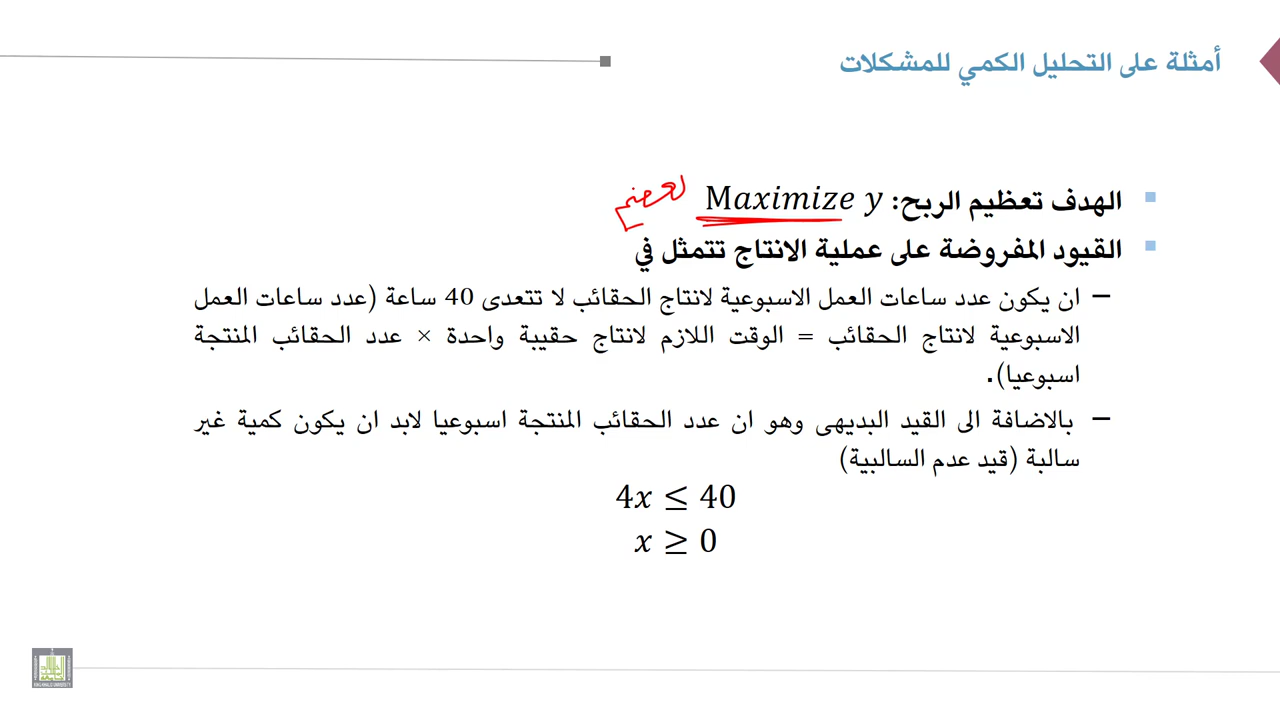 أمثلة على التحليل الكمي للمشكلات
الهدف تعظيم الربح: Maximize y
القيود المفروضة على عملية الانتاج تتمثل في
– ان يكون عدد ساعات العمل الاسبوعية لانتاج الحقائب لا تتعدى 40 ساعة (عدد ساعات العمل
الاسبوعية لانتاج الحقائب = الوقت اللازم لانتاج حقيبة واحدة × عدد الحقائب المنتجة
اسبوعيا).
– بالاضافة الى القيد البديهى وهو ان عدد الحقائب المنتجة اسبوعيا لابد ان يكون كمية غير
سالبة (قيد عدم السالبية)
4x ≤ 40
x ≥ 0